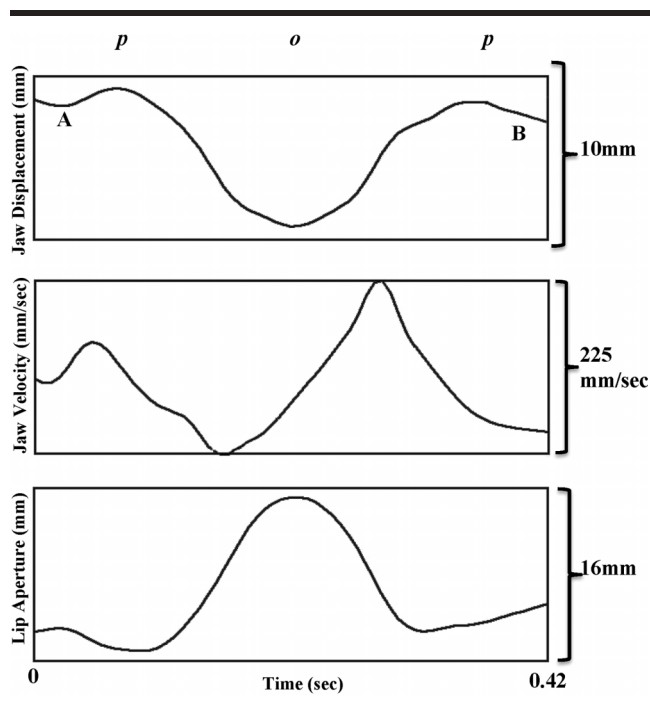 p o p
Jaw Displacement (mm)
A
B
10mm
Jaw Velocity (mm/sec)
225
mm/sec
Lip Aperture (mm)
16mm
0
Time (sec)
0.42